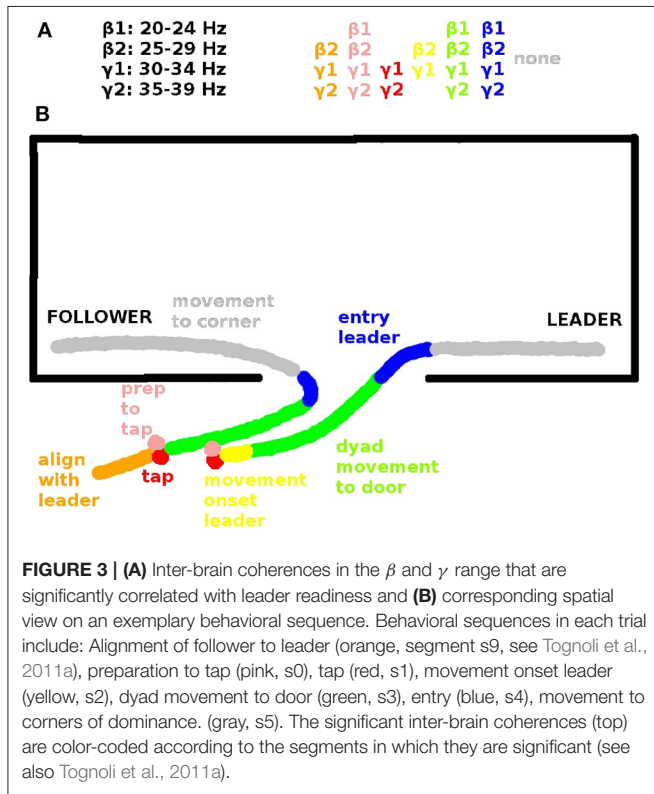 A
β1: 20-24 Hz β1 β1 β1
β2: 25-29 Hz β2 β2 β2 β2 β2 none
γ1: 30-34 Hz γ1 γ1 γ1 γ1 γ1 γ1
γ2: 35-39 Hz γ2 γ2 γ2 γ2 γ2
B
FOLLOWER
movement
to corner
entry
leader
LEADER
prep
to
tap
align
with
leader
tap
movement
onset
leader
dyad
movement
to door
FIGURE 3 | (A) Inter-brain coherences in the β and γ range that are
significantly correlated with leader readiness and (B) corresponding spatial
view on an exemplary behavioral sequence. Behavioral sequences in each trial
include: Alignment of follower to leader (orange, segment s9, see Tognoli et al.,
2011a), preparation to tap (pink, s0), tap (red, s1), movement onset leader
(yellow, s2), dyad movement to door (green, s3), entry (blue, s4), movement to
corners of dominance. (gray, s5). The significant inter-brain coherences (top)
are color-coded according to the segments in which they are significant (see
also Tognoli et al., 2011a).